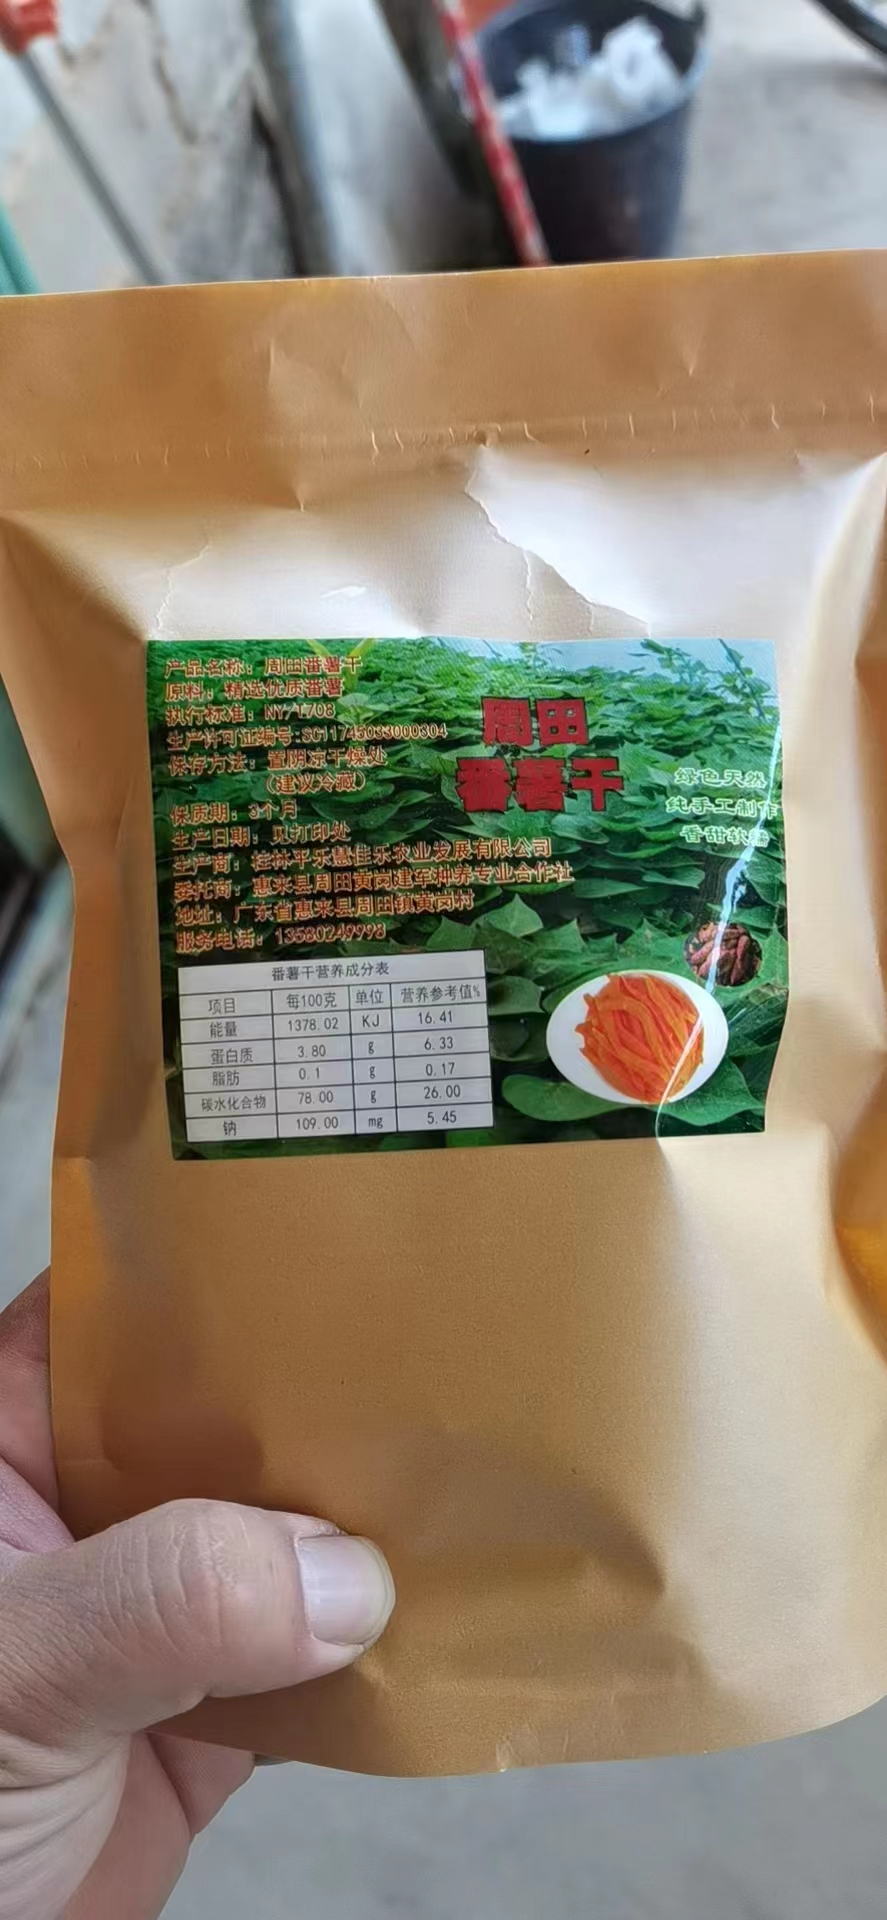 产品名称：周田番薯干
原料：精选优质番薯
执行标准：NY/T708
生产许可证编号:SC11745033000304
保存方法：置阴凉干燥处
（建议冷藏）
保质期：3个月
生产日期：见打印处
生产商：桂林平乐慧佳乐农业发展有限公司
委托商：惠来县周田黄岗建军种养专业合作社
地址：广东省惠来县周田镇黄岗村
服务电话：13580249998
周田
番薯干
绿色天然
纯手工制作
香甜软糯
番薯干营养成分表
项目 每100克 单位 营养参考值%
能量 1378.02 KJ 16.41
蛋白质 3.80 g 6.33
脂肪 0.1 g 0.17
碳水化合物 78.00 g 26.00
钠 109.00 mg 5.45